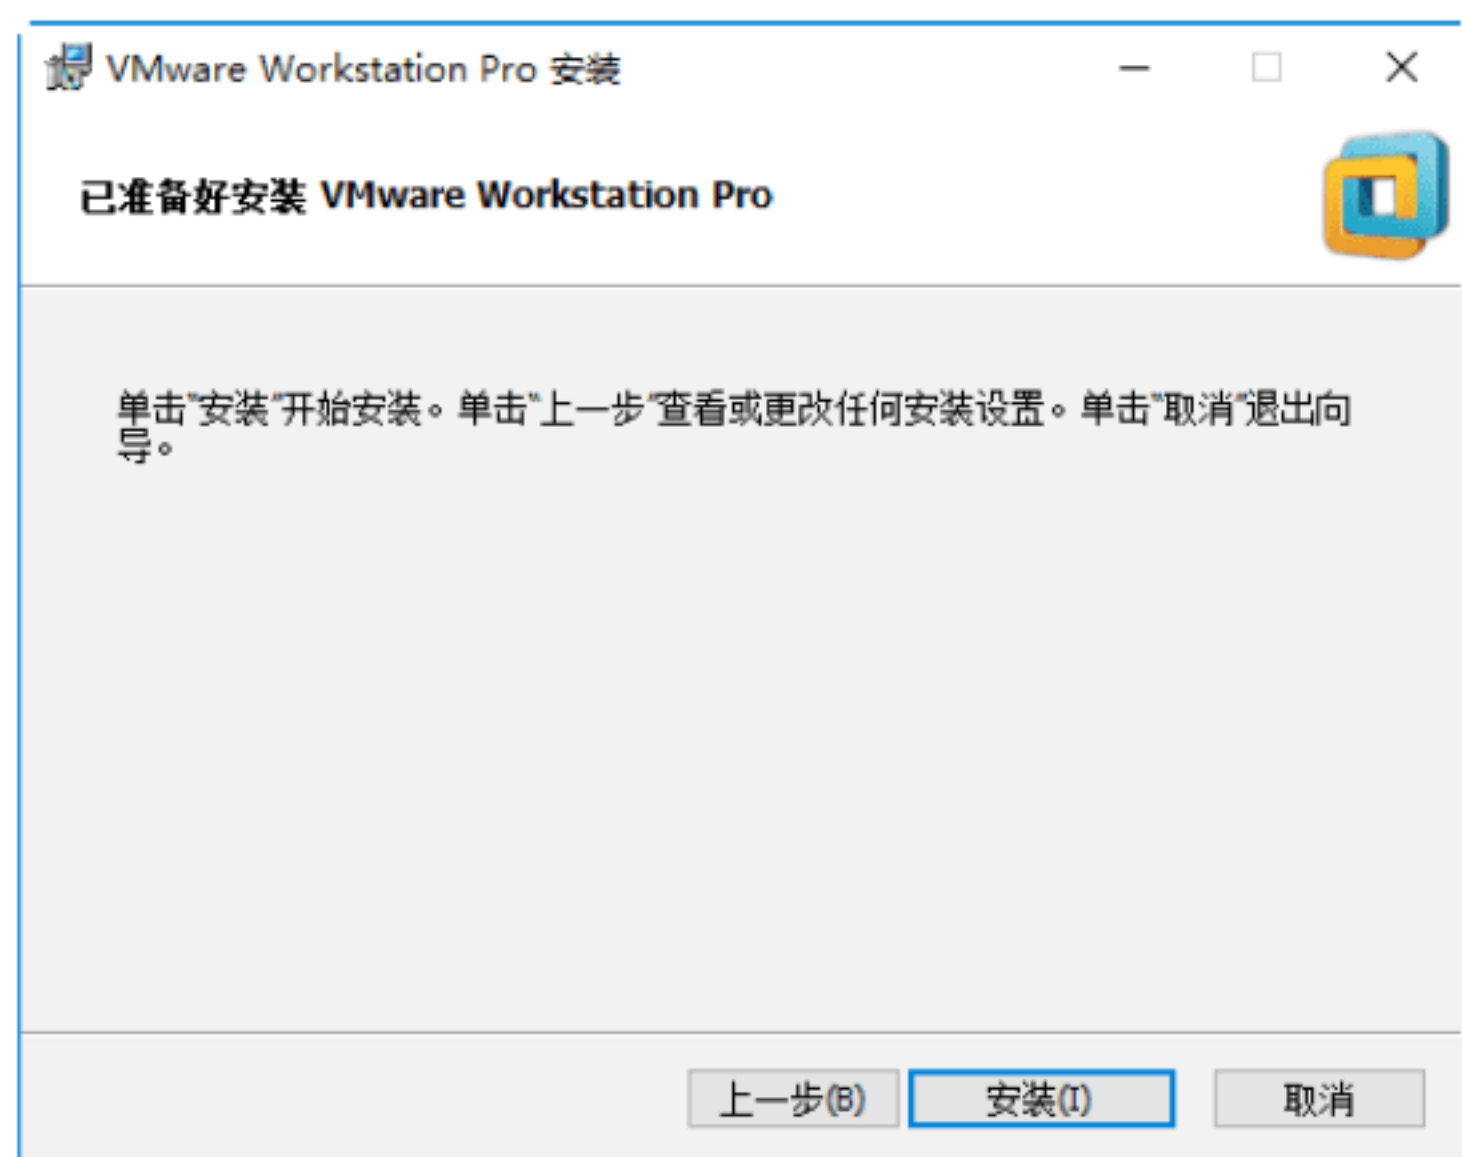 VMware Workstation Pro 安装
已准备好安装 VMware Workstation Pro
单击"安装"开始安装。单击"上一步"查看或更改任何安装设置。单击"取消"退出向
导。
上一步(B) 安装(I) 取消